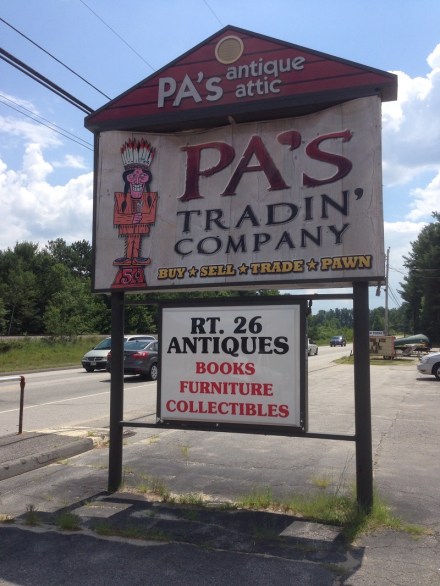 PA's antique
attic
PA'S
TRADIN'
COMPANY
BUY ★ SELL ★ TRADE ★ PAWN
RT. 26
ANTIQUES
BOOKS
FURNITURE
COLLECTIBLES